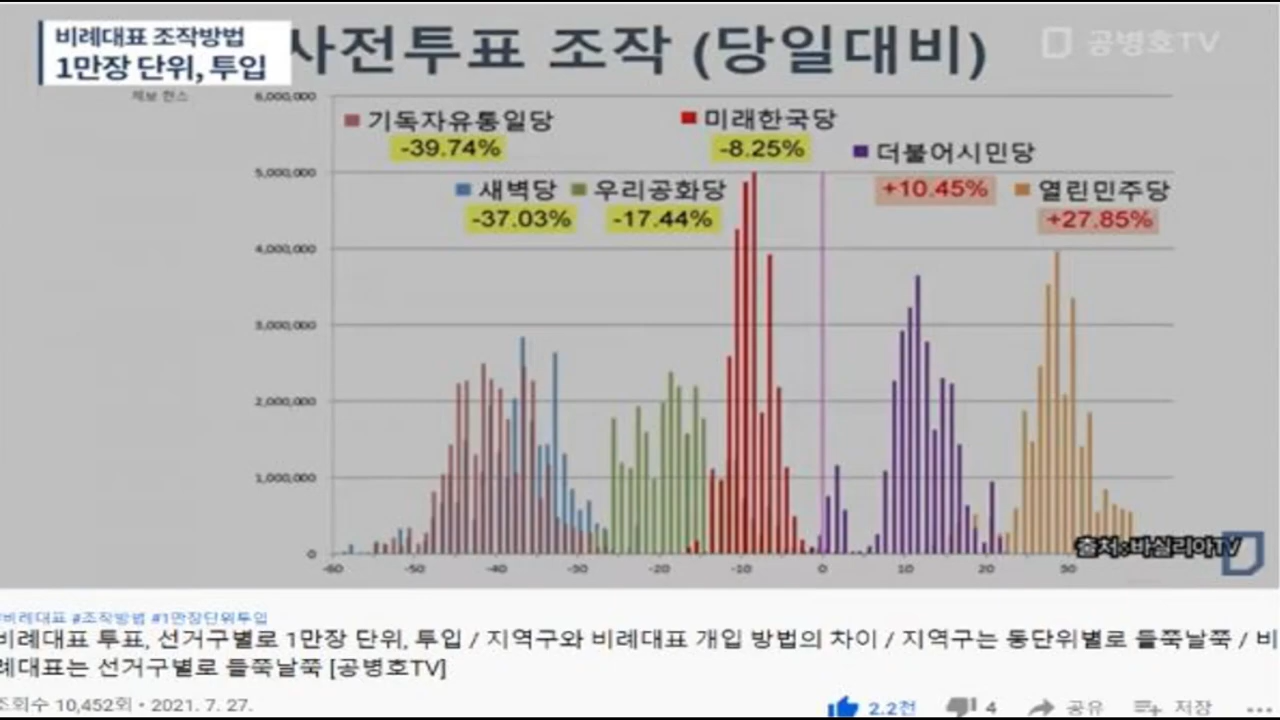 비례대표 조작방법
1만장 단위, 투입
사전투표 조작 (당일대비)
공병호TV
제보 현스
6,000,000
기독자유통일당
-39.74%
미래한국당
-8.25%
더불어시민당
+10.45%
5,000,000
새벽당
-37.03%
우리공화당
-17.44%
열린민주당
+27.85%
4,000,000
3,000,000
2,000,000
1,000,000
0
-60 -50 -40 -30 -20 -10 0 10 20 30
출처:바실리아TV
#비례대표 #조작방법 #1만장단위투입
비례대표 투표, 선거구별로 1만장 단위, 투입 / 지역구와 비례대표 개입 방법의 차이 / 지역구는 동단위별로 들쭉날쭉 / 비
례대표는 선거구별로 들쭉날쭉 [공병호TV]
조회수 10,452회 • 2021. 7. 27.
2.2천 4 공유 저장